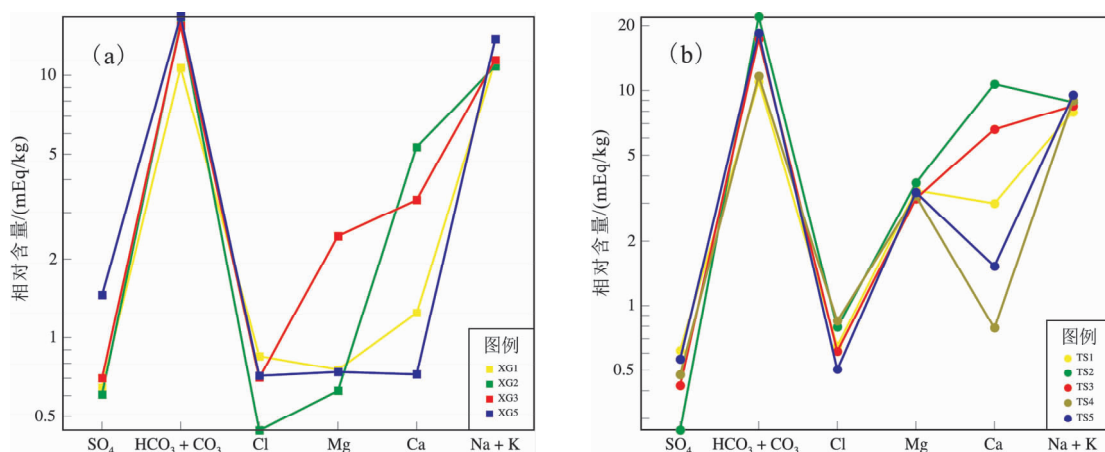 (a)
相对含量/(mEq/kg)
10
5
2
1
0.5
SO₄ HCO₃ + CO₃ Cl Mg Ca Na + K
图例
XG1
XG2
XG3
XG5
(b)
相对含量/(mEq/kg)
20
10
5
2
1
0.5
SO₄ HCO₃ + CO₃ Cl Mg Ca Na + K
图例
TS1
TS2
TS3
TS4
TS5